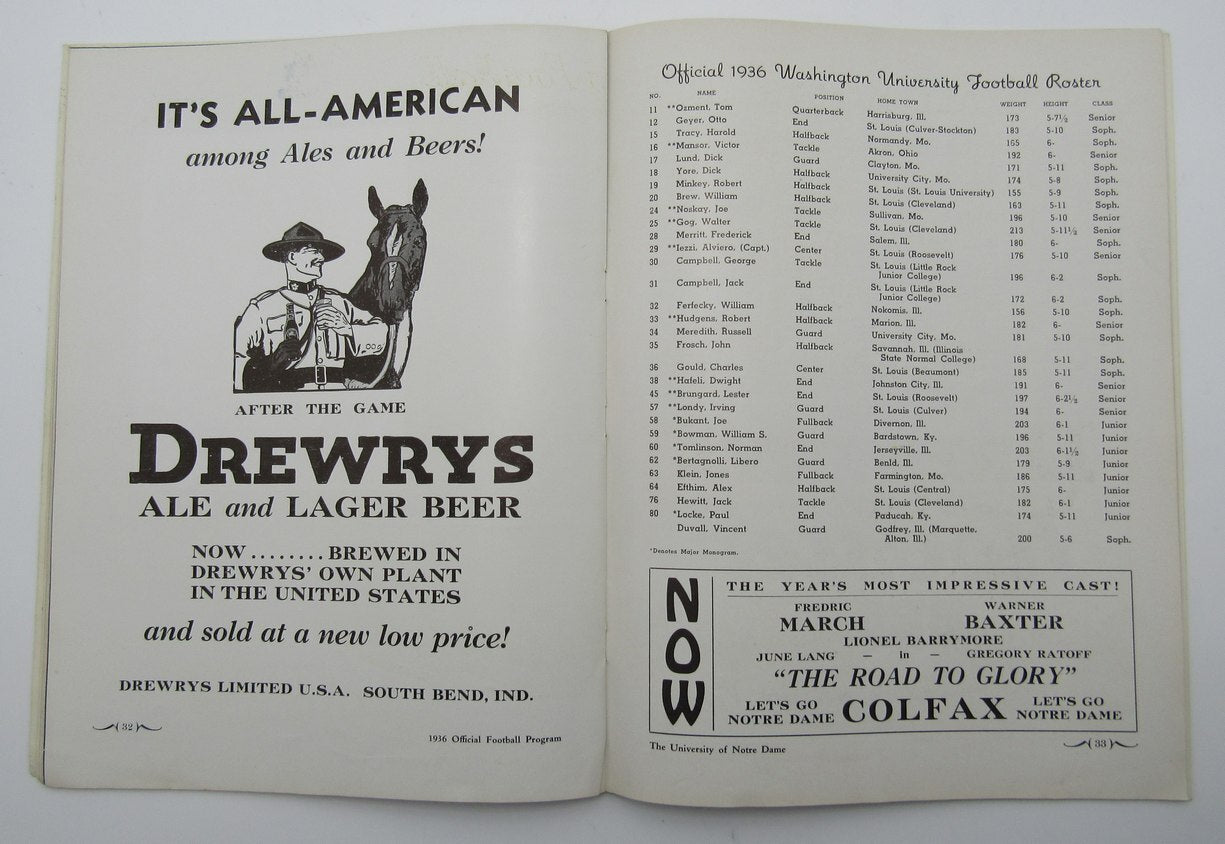 IT'S ALL-AMERICAN
among Ales and Beers!
AFTER THE GAME
DREWRYS
ALE and LAGER BEER
NOW ........ BREWED IN
DREWRYS' OWN PLANT
IN THE UNITED STATES
and sold at a new low price!
DREWRYS LIMITED U.S.A. SOUTH BEND, IND.
32
1936 Official Football Program
Official 1936 Washington University Football Roster
NO. NAME POSITION HOME TOWN WEIGHT HEIGHT CLASS
11 **Ozment, Tom Quarterback Harrisburg, Ill. 173 5-7½ Senior
12 Geyer, Otto End St. Louis (Culver-Stockton) 183 5-10 Soph.
15 Tracy, Harold Halfback Normandy, Mo. 155 6- Soph.
16 **Mansor, Victor Tackle Akron, Ohio 192 6- Senior
17 Lund, Dick Guard Clayton, Mo. 171 5-11 Soph.
18 Yore, Dick Halfback University City, Mo. 174 5-8 Soph.
19 Minkey, Robert Halfback St. Louis (St. Louis University) 155 5-9 Soph.
20 Brew, William Halfback St. Louis (Cleveland) 163 5-11 Soph.
24 **Noskay, Joe Tackle Sullivan, Mo. 196 5-10 Senior
25 **Gog, Walter Tackle St. Louis (Cleveland) 213 5-11½ Senior
28 Merritt, Frederick End Salem, Ill. 180 6- Soph.
29 **Iezzi, Alviero, (Capt.) Center St. Louis (Roosevelt) 176 5-10 Senior
30 Campbell, George Tackle St. Louis (Little Rock
Junior College) 196 6-2 Soph.
31 Campbell, Jack End St. Louis (Little Rock
Junior College) 172 6-2 Soph.
32 Ferfecky, William Halfback Nokomis, Ill. 156 5-10 Soph.
33 **Hudgens, Robert Halfback Marion, Ill. 182 6- Senior
34 Meredith, Russell Guard University City, Mo. 181 5-10 Soph.
35 Frosch, John Halfback Savannah, Ill. (Illinois
State Normal College) 168 5-11 Soph.
36 Gould, Charles Center St. Louis (Beaumont) 185 5-11 Soph.
38 **Hafeli, Dwight End Johnston City, Ill. 191 6- Senior
45 **Brungard, Lester End St. Louis (Roosevelt) 197 6-2½ Senior
57 **Londy, Irving Guard St. Louis (Culver) 194 6- Senior
58 *Bukant, Joe Fullback Divernon, Ill. 203 6-1 Junior
59 *Bowman, William S. Guard Bardstown, Ky. 196 5-11 Junior
60 *Tomlinson, Norman End Jerseyville, Ill. 203 6-1½ Junior
62 *Bertagnolli, Libero Guard Benld, Ill. 179 5-9 Junior
63 Klein, Jones Fullback Farmington, Mo. 186 5-11 Junior
64 Efthim, Alex Halfback St. Louis (Central) 175 6- Junior
76 Hewitt, Jack Tackle St. Louis (Cleveland) 182 6-1 Junior
80 *Locke, Paul End Paducah, Ky. 174 5-11 Junior
Duvall, Vincent Guard Godfrey, Ill. (Marquette,
Alton, Ill.) 200 5-6 Soph.
*Denotes Major Monogram.
NOW
THE YEAR'S MOST IMPRESSIVE CAST!
FREDRIC WARNER
MARCH BAXTER
LIONEL BARRYMORE
JUNE LANG — in — GREGORY RATOFF
"THE ROAD TO GLORY"
LET'S GO NOTRE DAME COLFAX LET'S GO NOTRE DAME
The University of Notre Dame
33